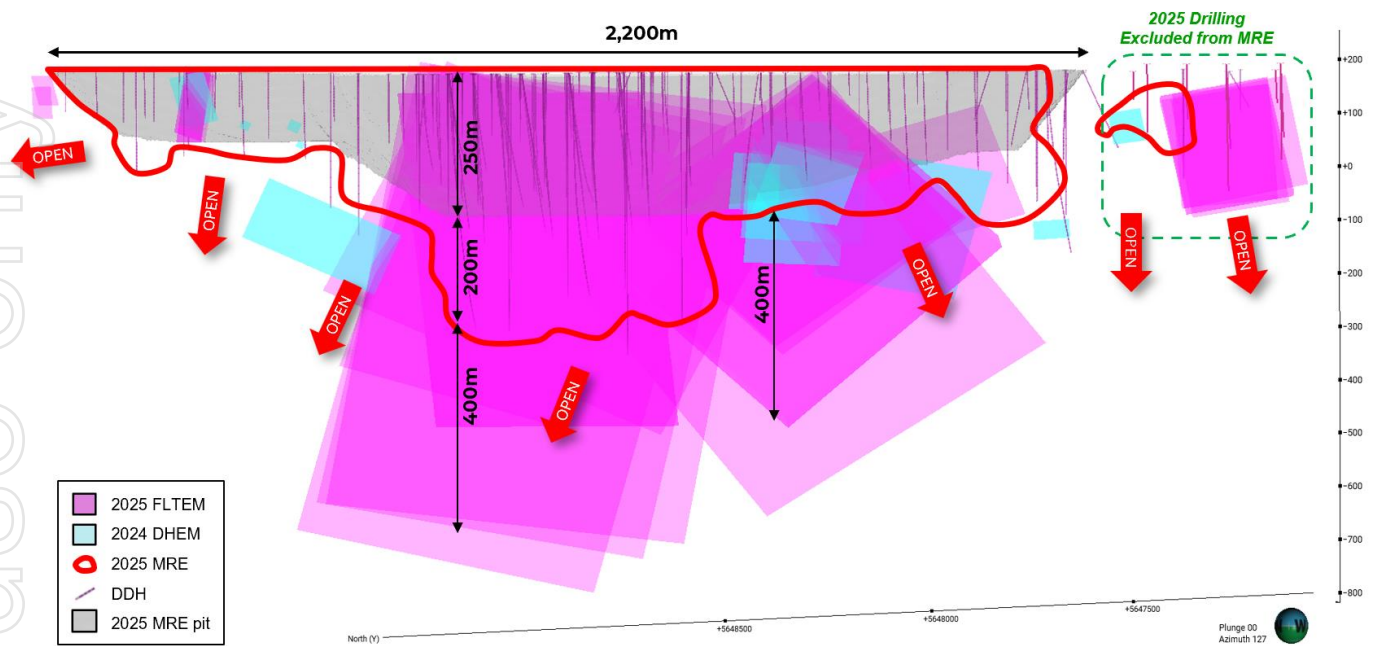 2,200m
2025 Drilling
Excluded from MRE
+200
+100
+0
−100
−200
−300
−400
−500
−600
−700
−800
250m
200m
400m
400m
OPEN
OPEN
OPEN
OPEN
OPEN
OPEN
OPEN
2025 FLTEM
2024 DHEM
2025 MRE
DDH
2025 MRE pit
North (Y)
+5648500
+5648000
+5647500
Plunge 00
Azimuth 127
W